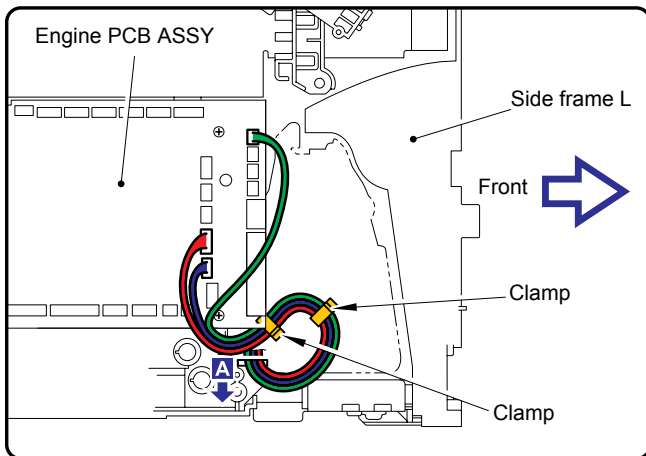 Engine PCB ASSY
Side frame L
Front
Clamp
A
Clamp